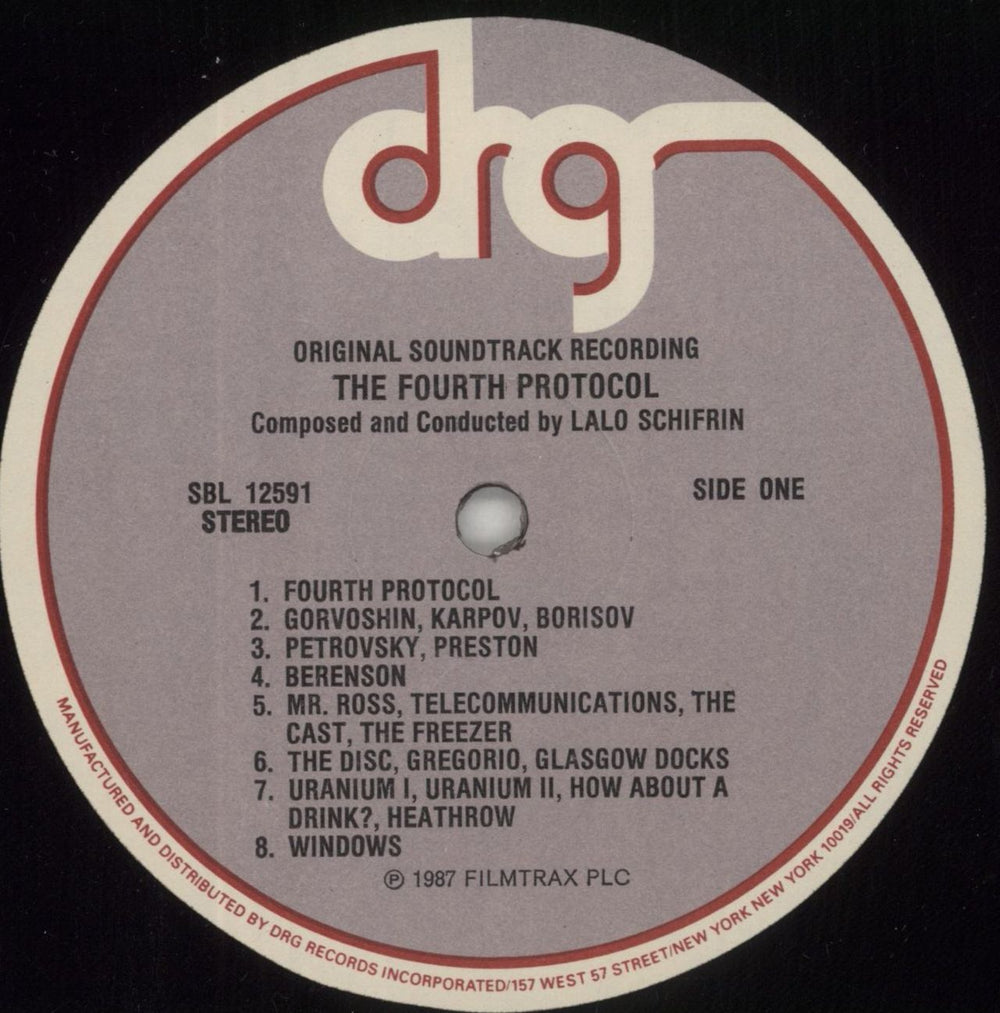 drg
ORIGINAL SOUNDTRACK RECORDING
THE FOURTH PROTOCOL
Composed and Conducted by LALO SCHIFRIN
SBL 12591
STEREO
SIDE ONE
1. FOURTH PROTOCOL
2. GORVOSHIN, KARPOV, BORISOV
3. PETROVSKY, PRESTON
4. BERENSON
5. MR. ROSS, TELECOMMUNICATIONS, THE
CAST, THE FREEZER
6. THE DISC, GREGORIO, GLASGOW DOCKS
7. URANIUM I, URANIUM II, HOW ABOUT A
DRINK?, HEATHROW
8. WINDOWS
℗ 1987 FILMTRAX PLC
MANUFACTURED AND DISTRIBUTED BY DRG RECORDS INCORPORATED/157 WEST 57 STREET/NEW YORK NEW YORK 10019/ALL RIGHTS RESERVED